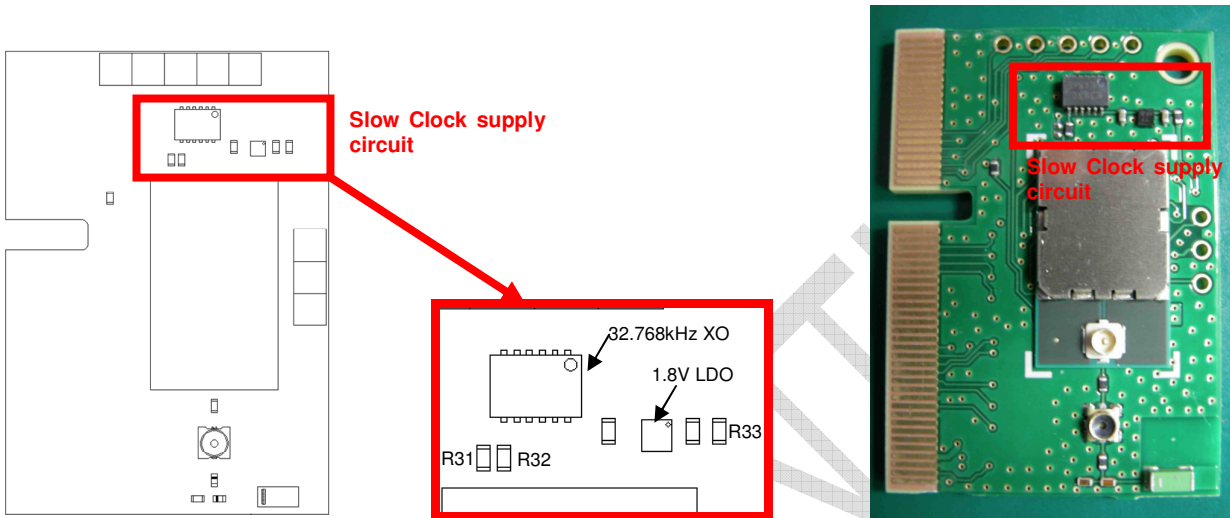 Slow Clock supply
circuit
32.768kHz XO
1.8V LDO
R31
R32
R33
Slow Clock supply
circuit